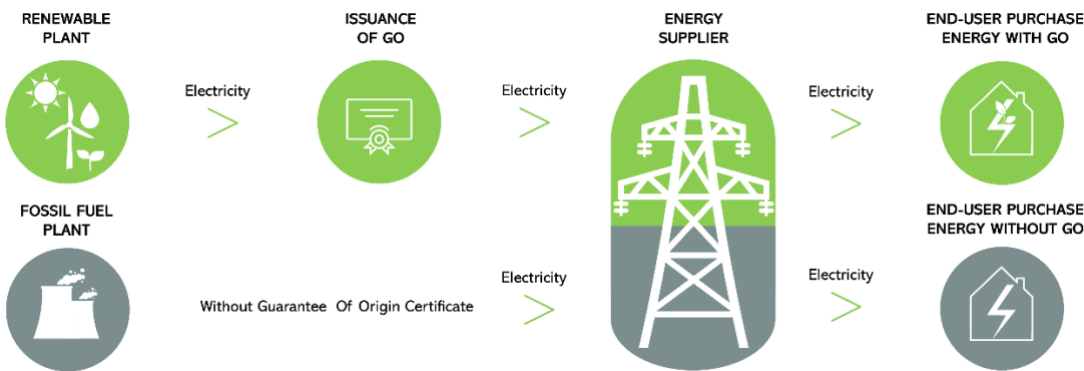 RENEWABLE
PLANT
ISSUANCE
OF GO
ENERGY
SUPPLIER
END-USER PURCHASE
ENERGY WITH GO
Electricity
Electricity
Electricity
FOSSIL FUEL
PLANT
END-USER PURCHASE
ENERGY WITHOUT GO
Without Guarantee Of Origin Certificate
Electricity
Electricity